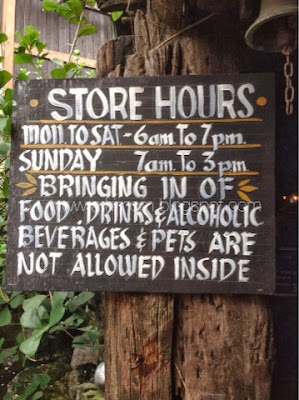 STORE HOURS
MON TO SAT - 6am To 7pm.
SUNDAY 7am To 3pm
BRINGING IN OF
FOOD, DRINKS & ALCOHOLIC
BEVERAGES & PETS ARE
NOT ALLOWED INSIDE